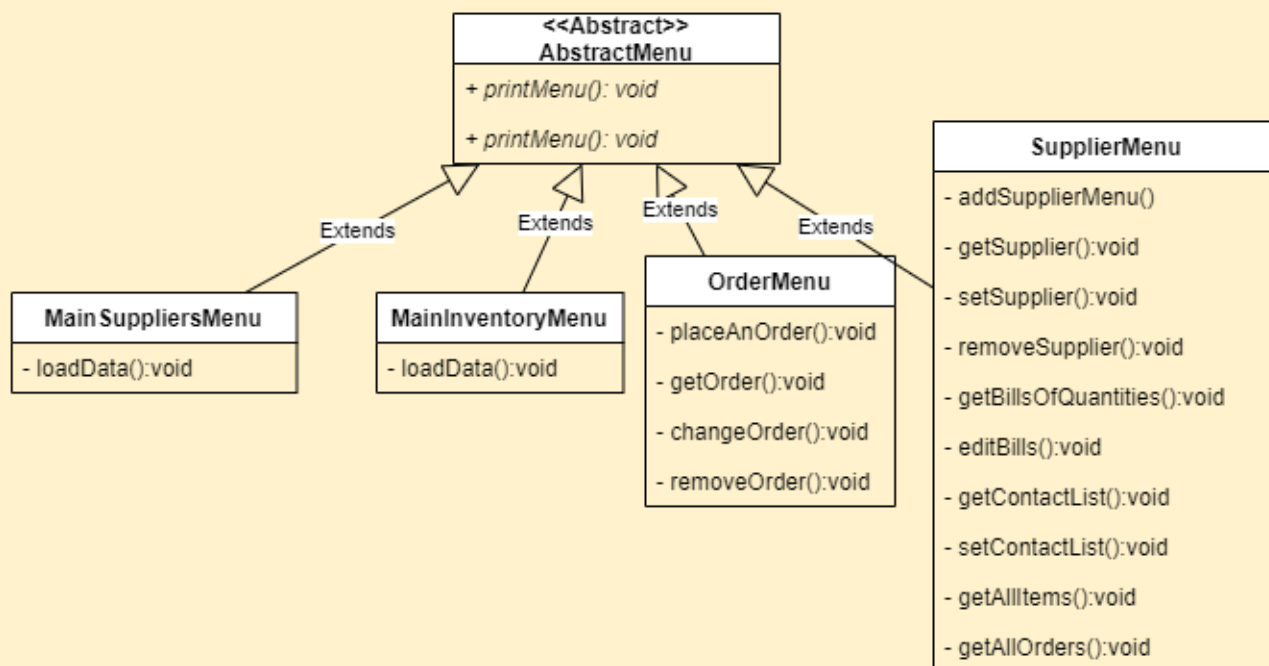 <<Abstract>>
AbstractMenu
+ printMenu(): void
+ printMenu(): void
Extends
Extends
Extends
Extends
MainSuppliersMenu
- loadData():void
MainInventoryMenu
- loadData():void
OrderMenu
- placeAnOrder():void
- getOrder():void
- changeOrder():void
- removeOrder():void
SupplierMenu
- addSupplierMenu()
- getSupplier():void
- setSupplier():void
- removeSupplier():void
- getBillsOfQuantities():void
- editBills():void
- getContactList():void
- setContactList():void
- getAllItems():void
- getAllOrders():void